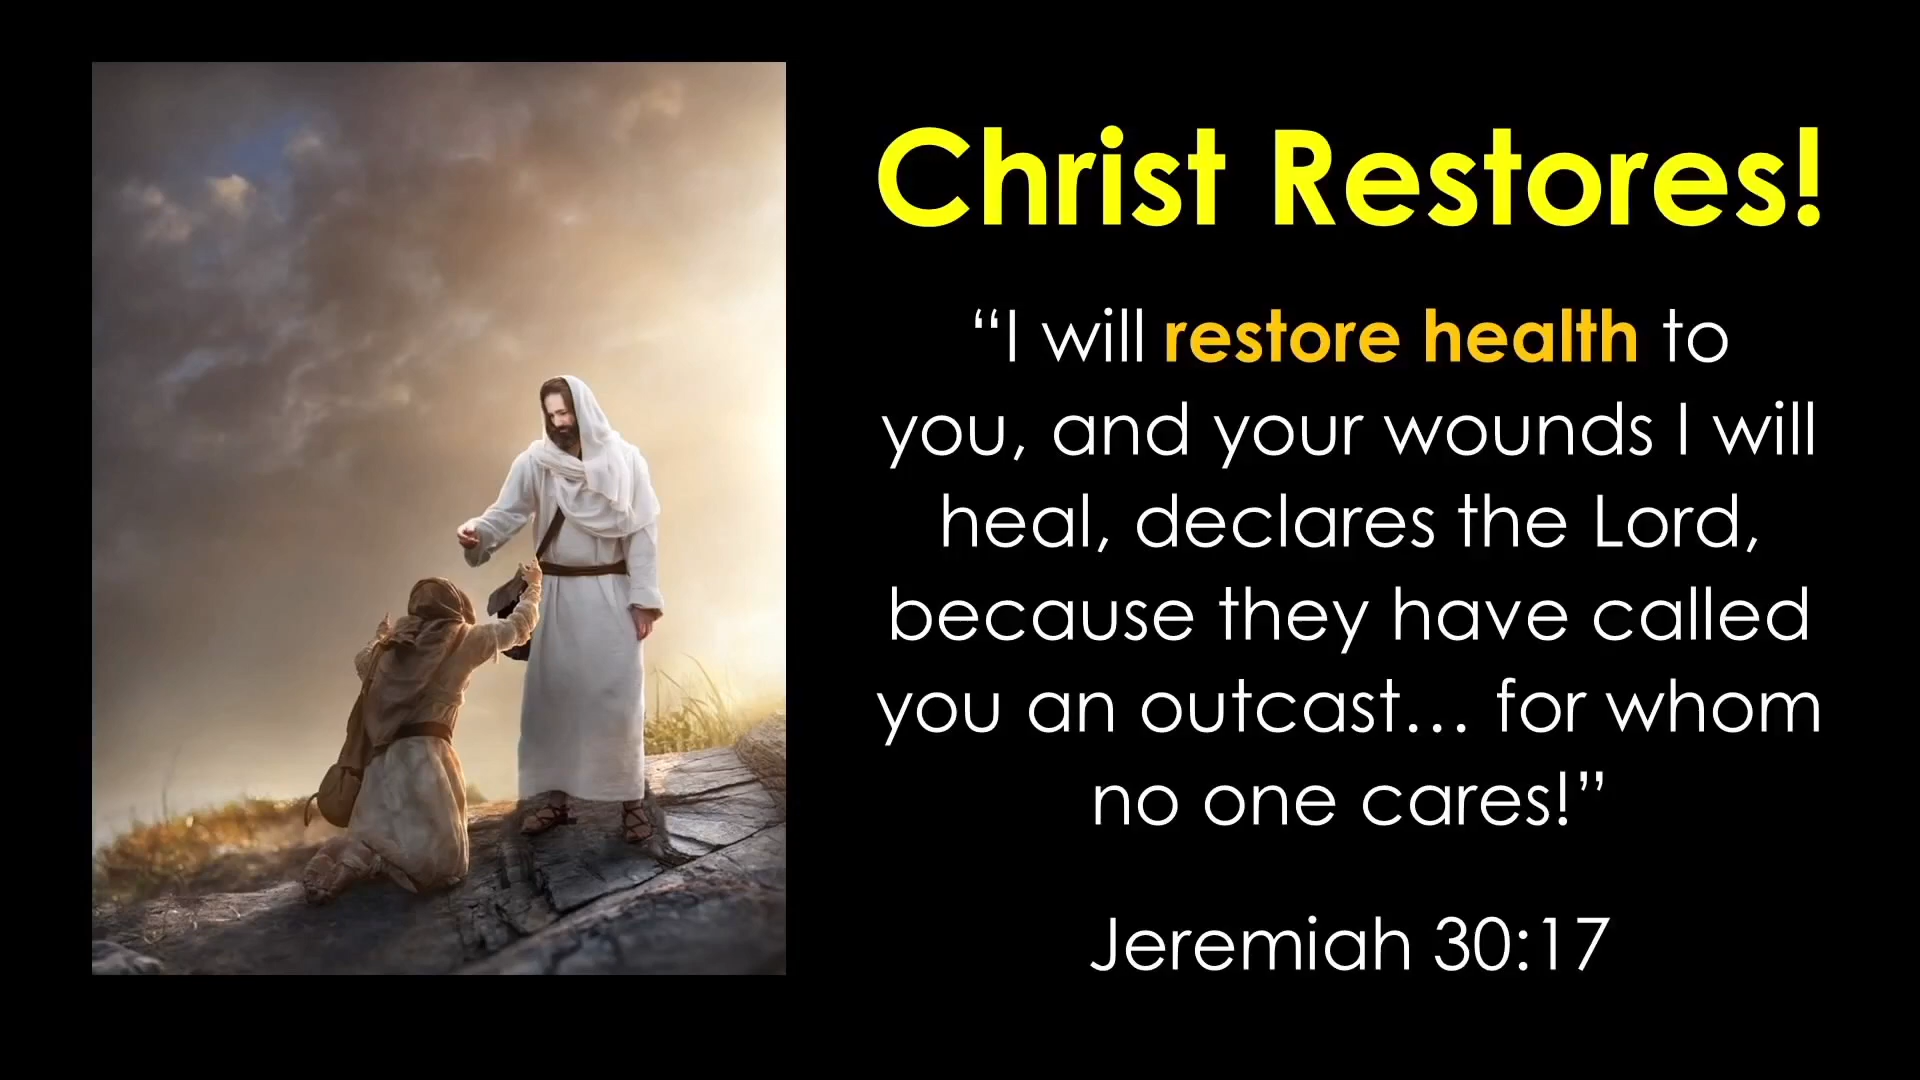 Christ Restores!
“I will restore health to
you, and your wounds I will
heal, declares the Lord,
because they have called
you an outcast… for whom
no one cares!”
Jeremiah 30:17